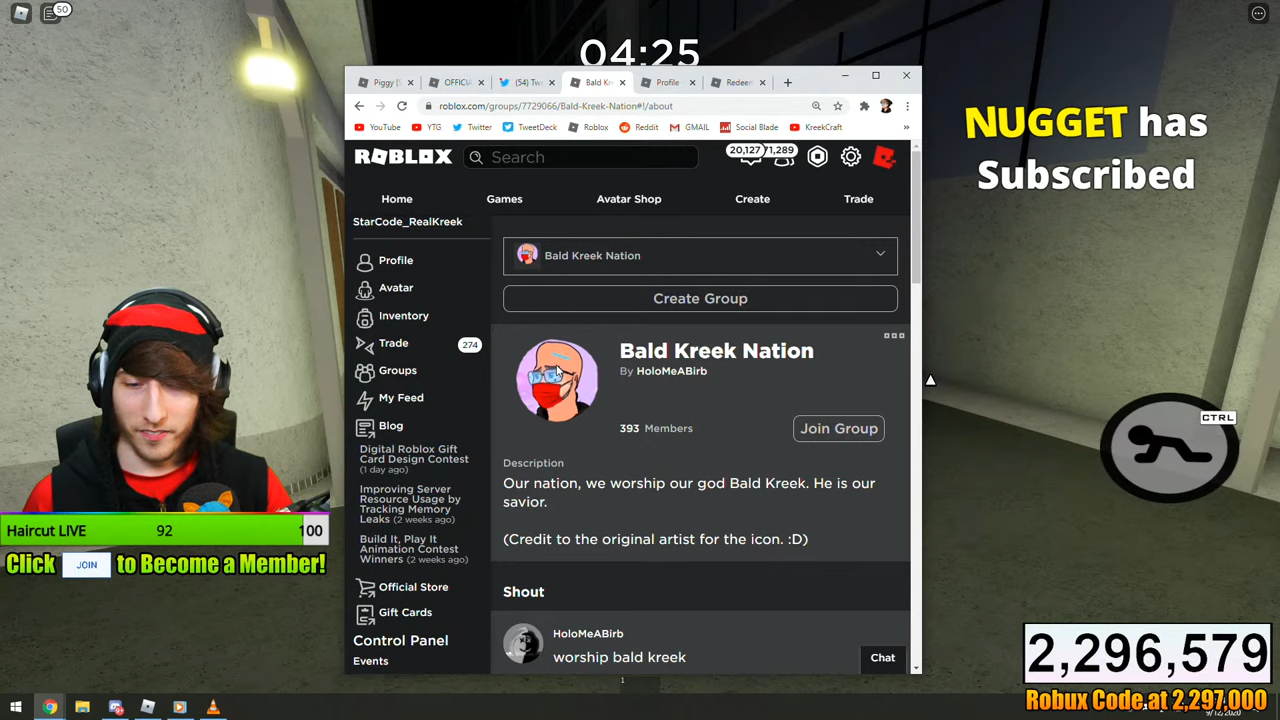 50
04:25
Piggy [
OFFICIA
(54) Twe
Bald Kre
Profile
Redeem
roblox.com/groups/7729066/Bald-Kreek-Nation#!/about
YouTube
YTG
Twitter
TweetDeck
Roblox
Reddit
GMAIL
Social Blade
KreekCraft
NUGGET has
Subscribed
ROBLOX
Search
20,127
71,289
Home
Games
Avatar Shop
Create
Trade
StarCode_RealKreek
Profile
Avatar
Inventory
Trade
274
Groups
My Feed
Blog
Digital Roblox Gift
Card Design Contest
(1 day ago)
Improving Server
Resource Usage by
Tracking Memory
Leaks (2 weeks ago)
Build It, Play It
Animation Contest
Winners (2 weeks ago)
Official Store
Gift Cards
Control Panel
Events
Bald Kreek Nation
Create Group
Bald Kreek Nation
By HoloMeABirb
393 Members
Join Group
Description
Our nation, we worship our god Bald Kreek. He is our
savior.
(Credit to the original artist for the icon. :D)
Shout
HoloMeABirb
worship bald kreek
Chat
1
CTRL
Haircut LIVE 92 100
Click JOIN to Become a Member!
2,296,579
Robux Code at 2,297,000
9/12/2020